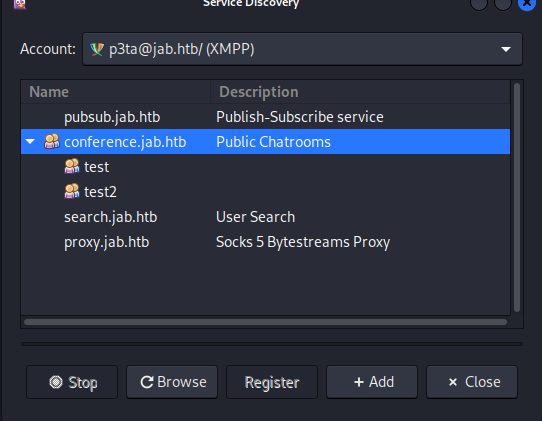 Service Discovery
Account: p3ta@jab.htb/ (XMPP)
Name Description
pubsub.jab.htb Publish-Subscribe service
conference.jab.htb Public Chatrooms
test
test2
search.jab.htb User Search
proxy.jab.htb Socks 5 Bytestreams Proxy
Stop Browse Register + Add × Close